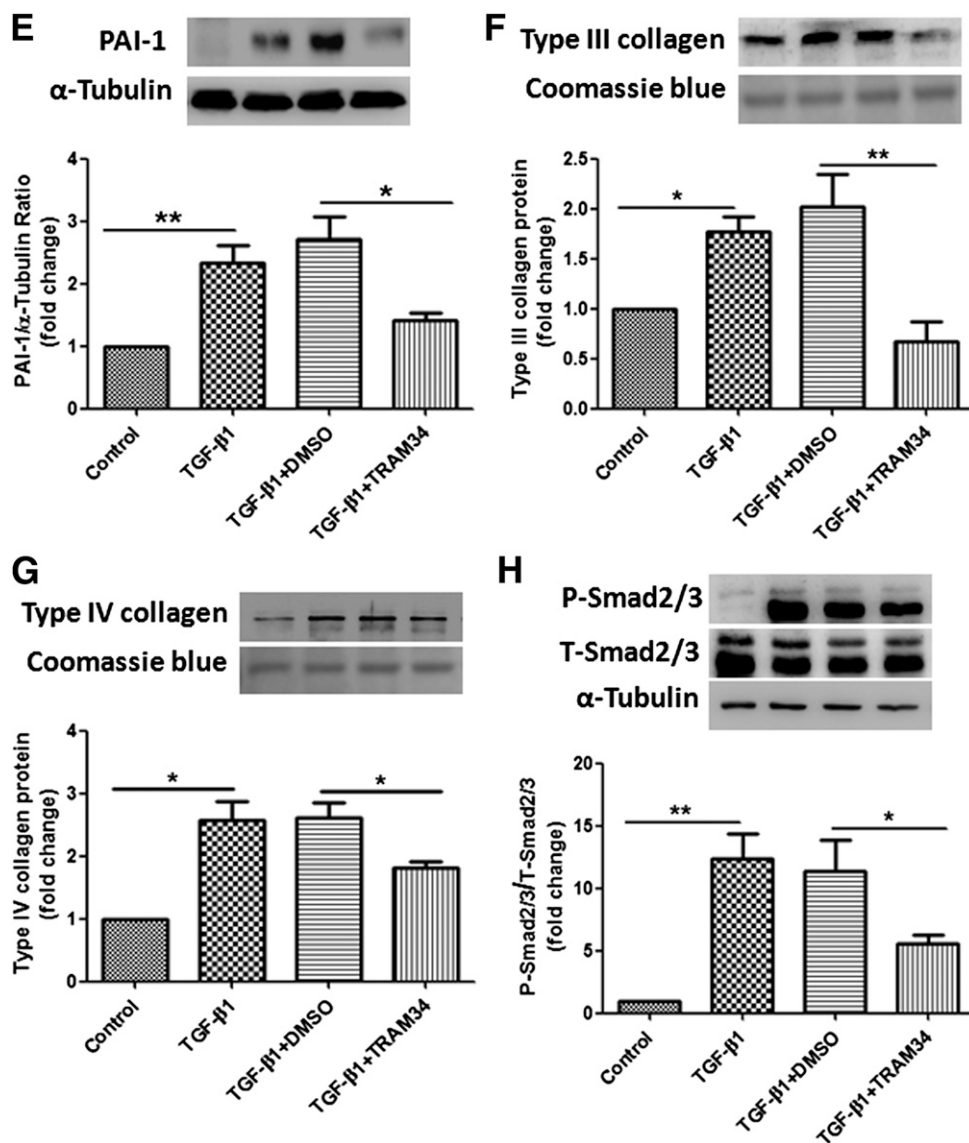 E
PAI-1
α-Tubulin
PAI-1/α-Tubulin Ratio
(fold change)
4
3
2
1
0
**
*
Control
TGF-β1
TGF-β1+DMSO
TGF-β1+TRAM34
F
Type III collagen
Coomassie blue
Type III collagen protein
(fold change)
2.5
2.0
1.5
1.0
0.5
0.0
*
**
Control
TGF-β1
TGF-β1+DMSO
TGF-β1+TRAM34
G
Type IV collagen
Coomassie blue
Type IV collagen protein
(fold change)
4
3
2
1
0
*
*
Control
TGF-β1
TGF-β1+DMSO
TGF-β1+TRAM34
H
P-Smad2/3
T-Smad2/3
α-Tubulin
P-Smad2/3/T-Smad2/3
(fold change)
20
15
10
5
0
**
*
Control
TGF-β1
TGF-β1+DMSO
TGF-β1+TRAM34